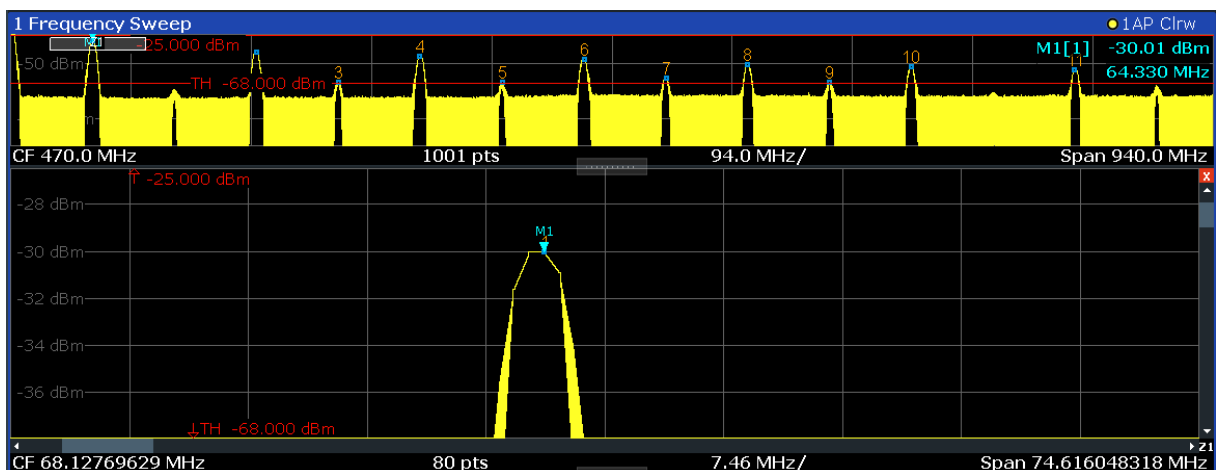 1 Frequency Sweep
1AP Clrw
-25.000 dBm
M1[1] -30.01 dBm
64.330 MHz
-50 dBm
TH -68.000 dBm
3
4
5
6
7
8
9
10
11
CF 470.0 MHz
1001 pts
94.0 MHz/
Span 940.0 MHz
-25.000 dBm
-28 dBm
M1
-30 dBm
-32 dBm
-34 dBm
-36 dBm
TH -68.000 dBm
CF 68.12769629 MHz
80 pts
7.46 MHz/
Span 74.616048318 MHz
X
Z1